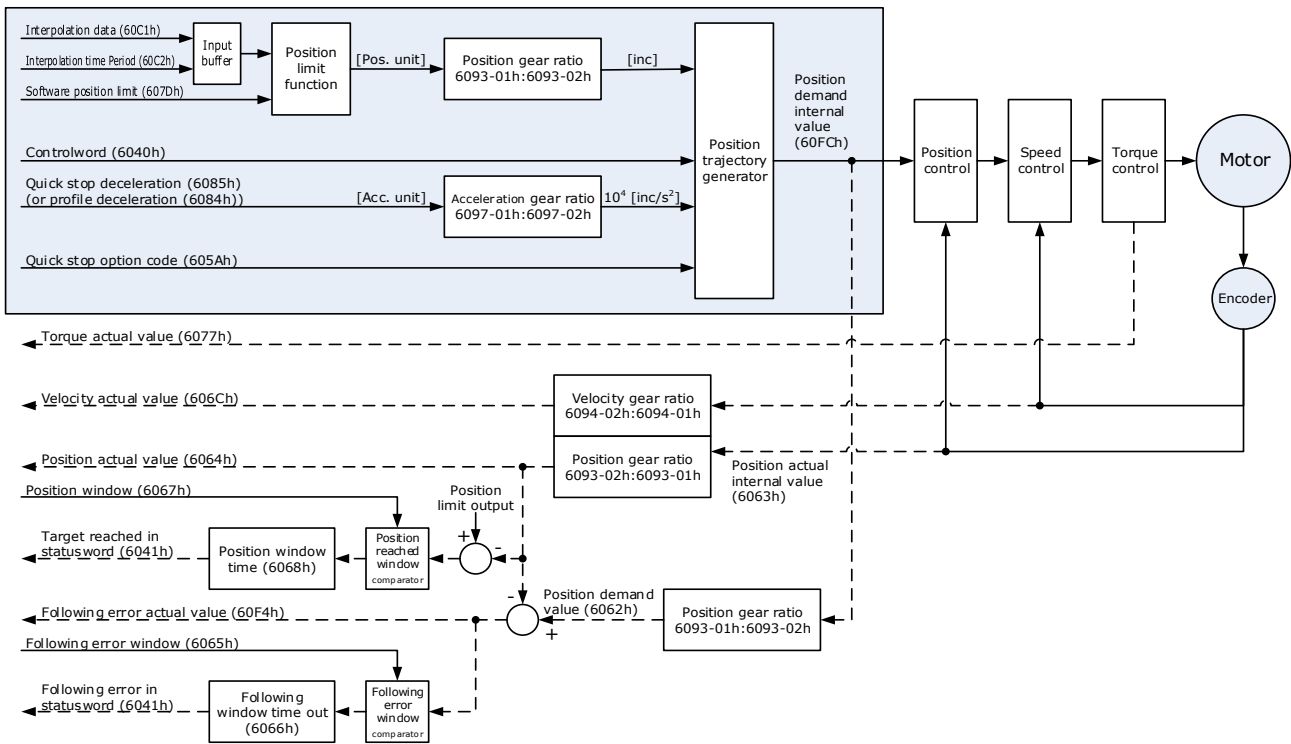 Interpolation data (60C1h)
Interpolation time Period (60C2h)
Software position limit (607Dh)
Input
buffer
Position
limit
function
[Pos. unit]
Position gear ratio
6093-01h:6093-02h
[inc]
Controlword (6040h)
Quick stop deceleration (6085h)
(or profile deceleration (6084h))
[Acc. unit]
Acceleration gear ratio
6097-01h:6097-02h
10⁴ [inc/s²]
Quick stop option code (605Ah)
Position
trajectory
generator
Position
demand
internal
value
(60FCh)
Position
control
Speed
control
Torque
control
Motor
Encoder
Torque actual value (6077h)
Velocity actual value (606Ch)
Velocity gear ratio
6094-02h:6094-01h
Position actual value (6064h)
Position gear ratio
6093-02h:6093-01h
Position actual
internal value
(6063h)
Position window (6067h)
Position
limit output
+
-
Target reached in
statusword (6041h)
Position window
time (6068h)
Position
reached
window
comparator
Following error actual value (60F4h)
-
+
Position demand
value (6062h)
Position gear ratio
6093-01h:6093-02h
Following error window (6065h)
Following error in
statusword (6041h)
Following
window time out
(6066h)
Following
error
window
comparator